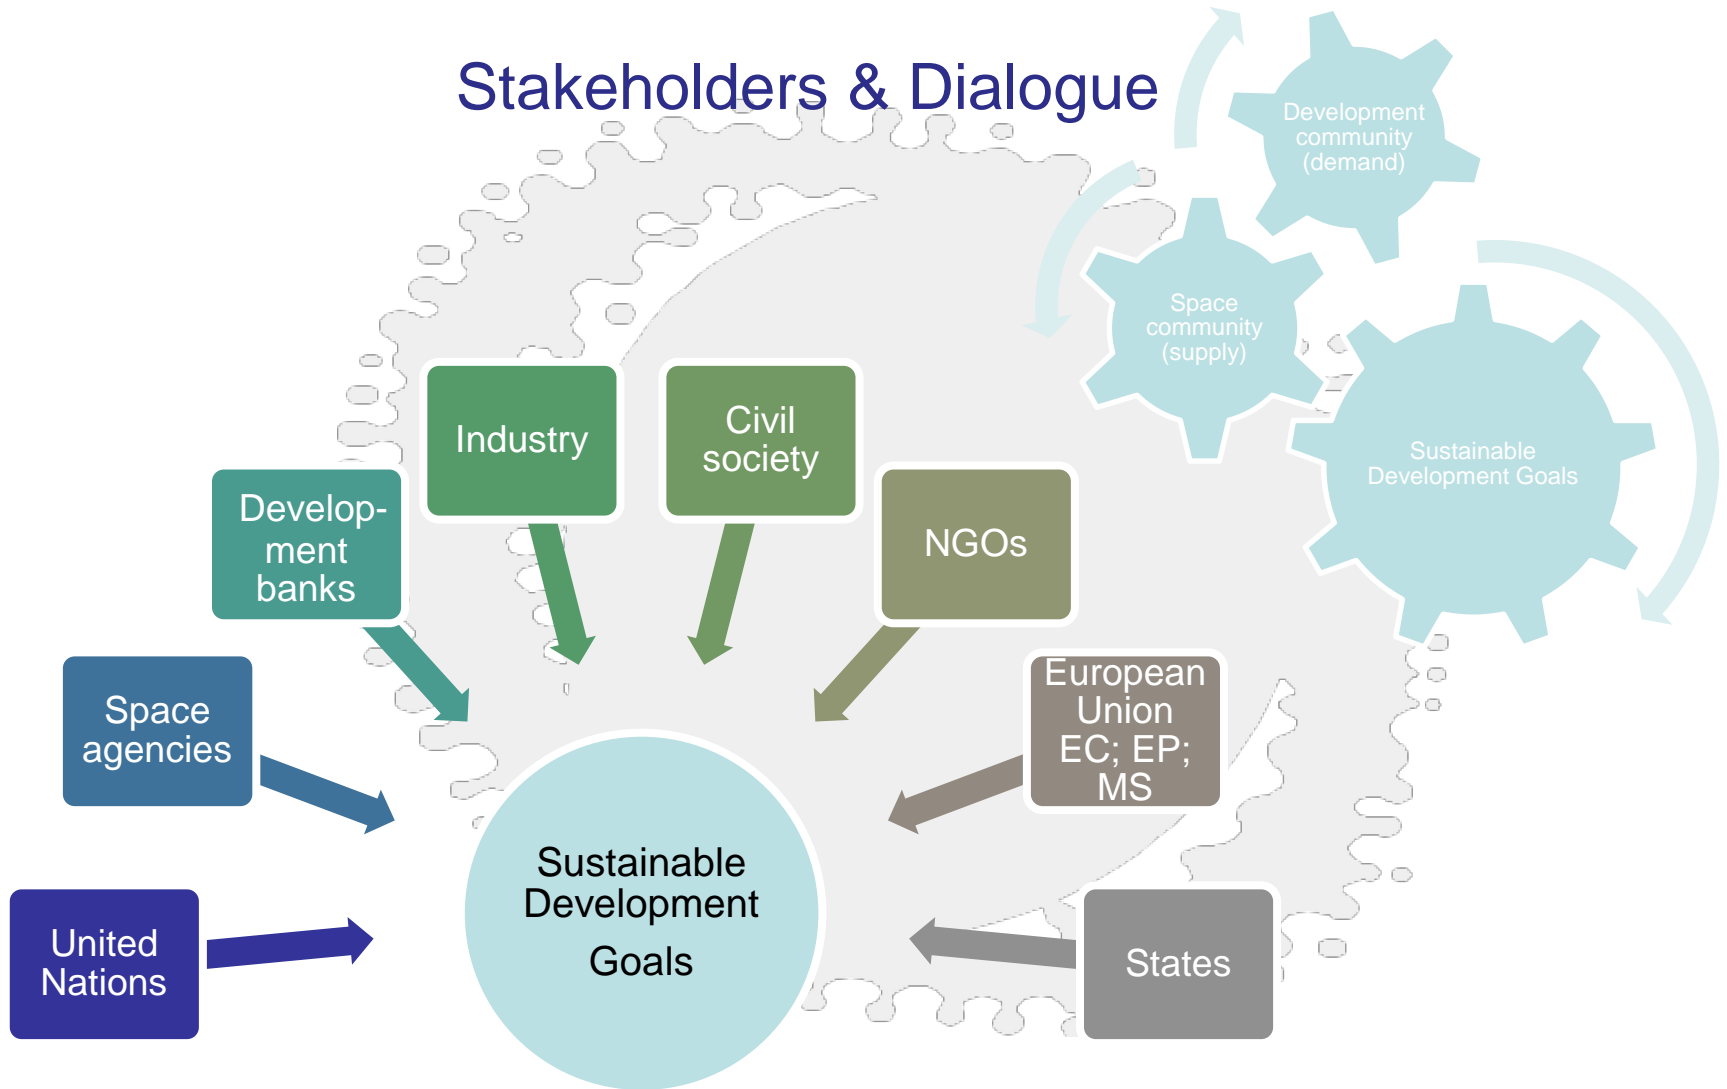 Stakeholders & Dialogue
Development
community
(demand)
Space
community
(supply)
Sustainable
Development Goals
Industry
Civil
society
Develop-
ment
banks
NGOs
Space
agencies
European
Union
EC; EP;
MS
United
Nations
States
Sustainable
Development
Goals